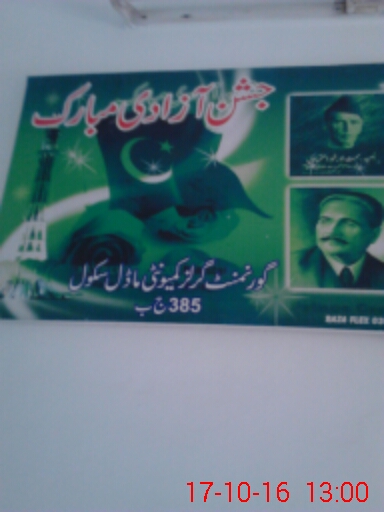 جشن آزادی مبارک
گورنمنٹ گرلز کمیونٹی ماڈل سکول
385 ج ب
17-10-16 13:00